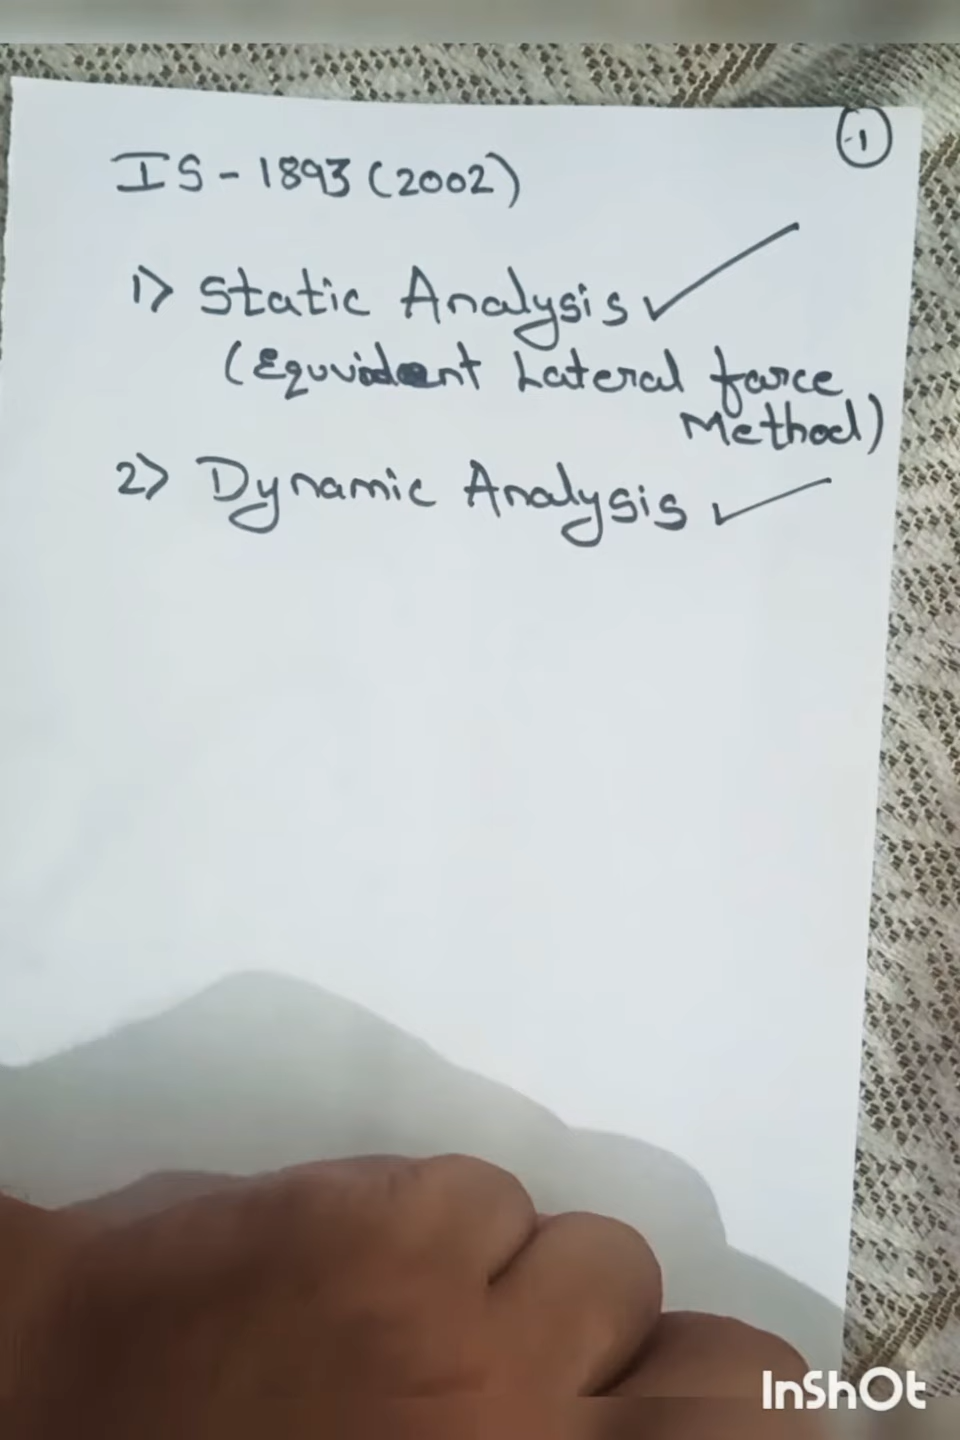 1
IS-1893(2002)
1) Static Analysis
(Equvident Lateral force
Method)
2) Dynamic Analysis
InShOt